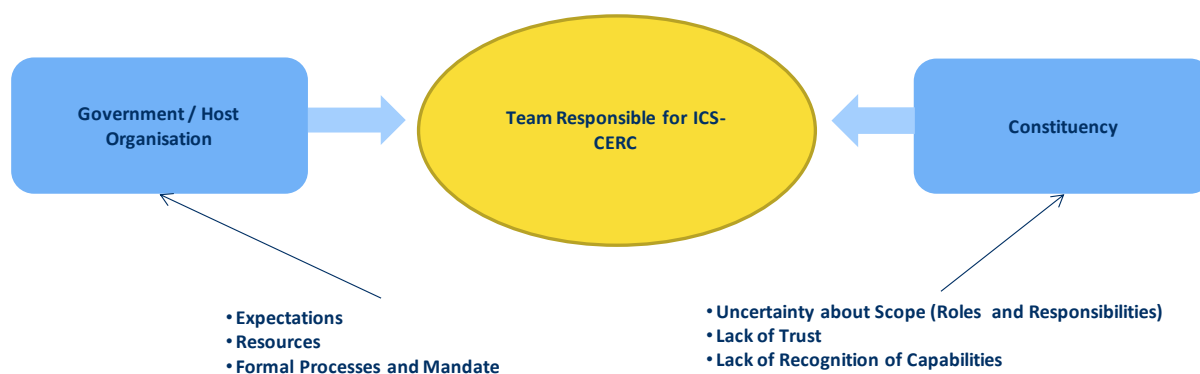 Government / Host
Organisation
Team Responsible for ICS-
CERC
Constituency
• Expectations
• Resources
• Formal Processes and Mandate
• Uncertainty about Scope (Roles and Responsibilities)
• Lack of Trust
• Lack of Recognition of Capabilities